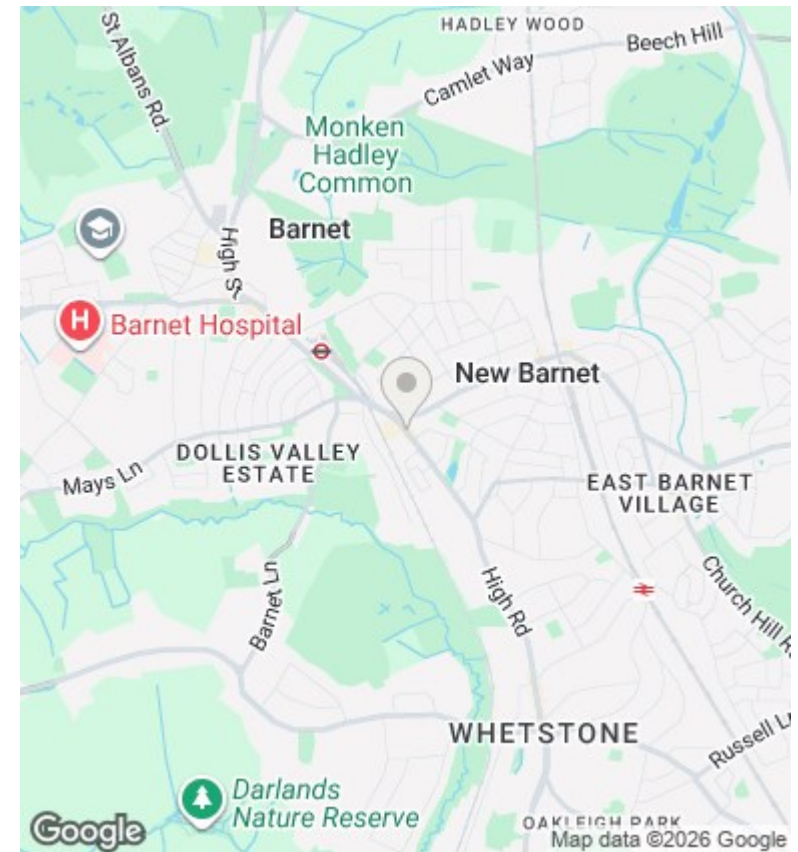 HADLEY WOOD
St Albans Rd.
Beech Hill
Camlet Way
Monken
Hadley
Common
Barnet
High St
H
Barnet Hospital
New Barnet
DOLLIS VALLEY
ESTATE
Mays Ln
EAST BARNET
VILLAGE
Barnet Ln
High Rd
Church Hill Rd
WHETSTONE
Russell Ln
Darlands
Nature Reserve
OAKLEIGH PARK
Google
Map data ©2026 Google